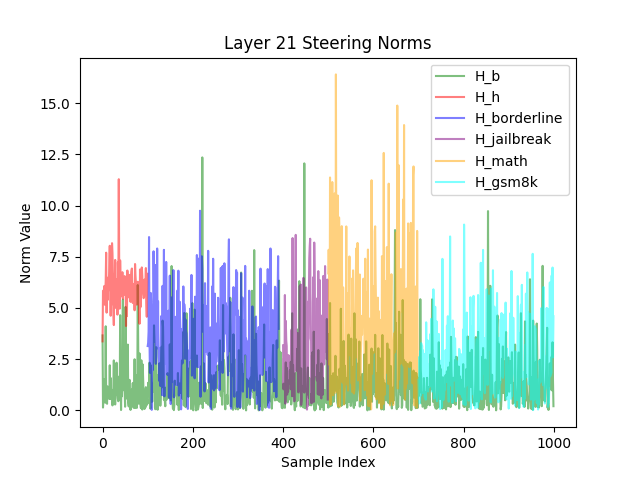 Layer 21 Steering Norms
H_b
H_h
H_borderline
H_jailbreak
H_math
H_gsm8k
Norm Value
15.0
12.5
10.0
7.5
5.0
2.5
0.0
0 200 400 600 800 1000
Sample Index